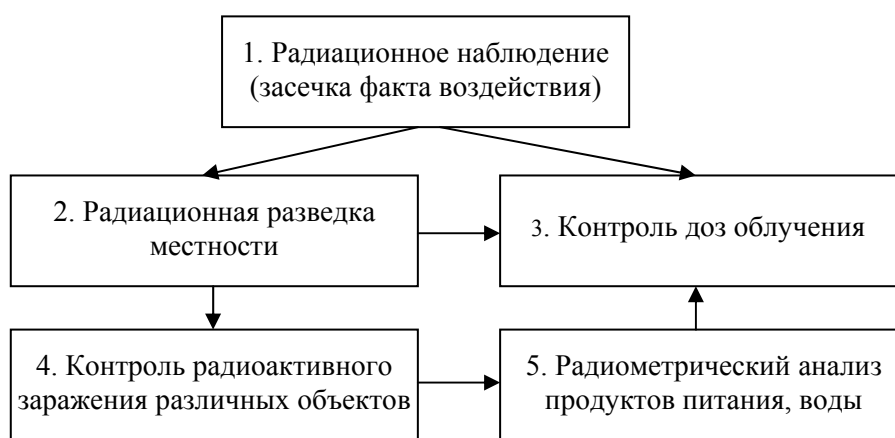 1. Радиационное наблюдение
(засечка факта воздействия)
2. Радиационная разведка
местности
3. Контроль доз облучения
4. Контроль радиоактивного
заражения различных объектов
5. Радиометрический анализ
продуктов питания, воды